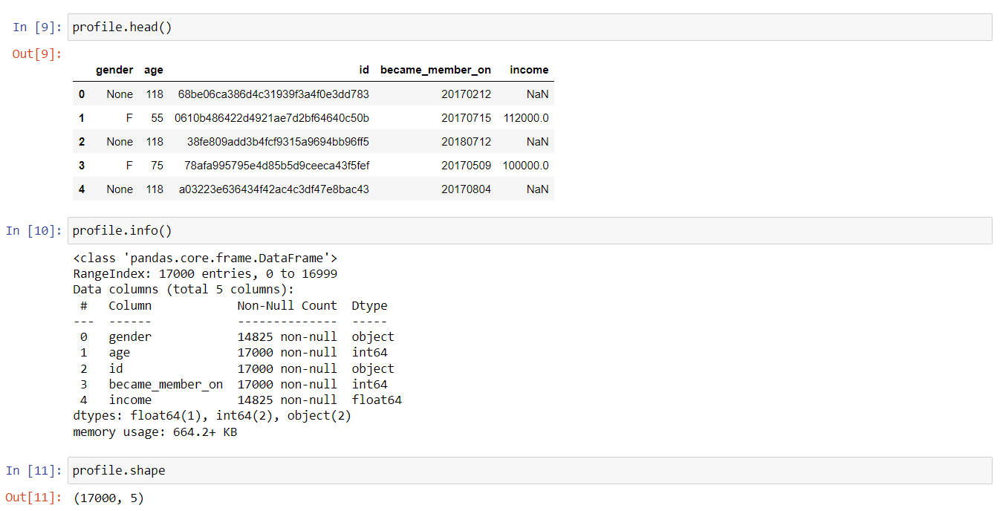 In [9]: profile.head()
Out[9]:
gender age id became_member_on income
0 None 118 68be06ca386d4c31939f3a4f0e3dd783 20170212 NaN
1 F 55 0610b486422d4921ae7d2bf64640c50b 20170715 112000.0
2 None 118 38fe809add3b4fcf9315a9694bb96ff5 20180712 NaN
3 F 75 78afa995795e4d85b5d9ceeca43f5fef 20170509 100000.0
4 None 118 a03223e636434f42ac4c3df47e8bac43 20170804 NaN
In [10]: profile.info()
<class 'pandas.core.frame.DataFrame'>
RangeIndex: 17000 entries, 0 to 16999
Data columns (total 5 columns):
 #   Column            Non-Null Count  Dtype
---  ------            --------------  -----
 0   gender            14825 non-null  object
 1   age               17000 non-null  int64
 2   id                17000 non-null  object
 3   became_member_on  17000 non-null  int64
 4   income            14825 non-null  float64
dtypes: float64(1), int64(2), object(2)
memory usage: 664.2+ KB
In [11]: profile.shape
Out[11]: (17000, 5)